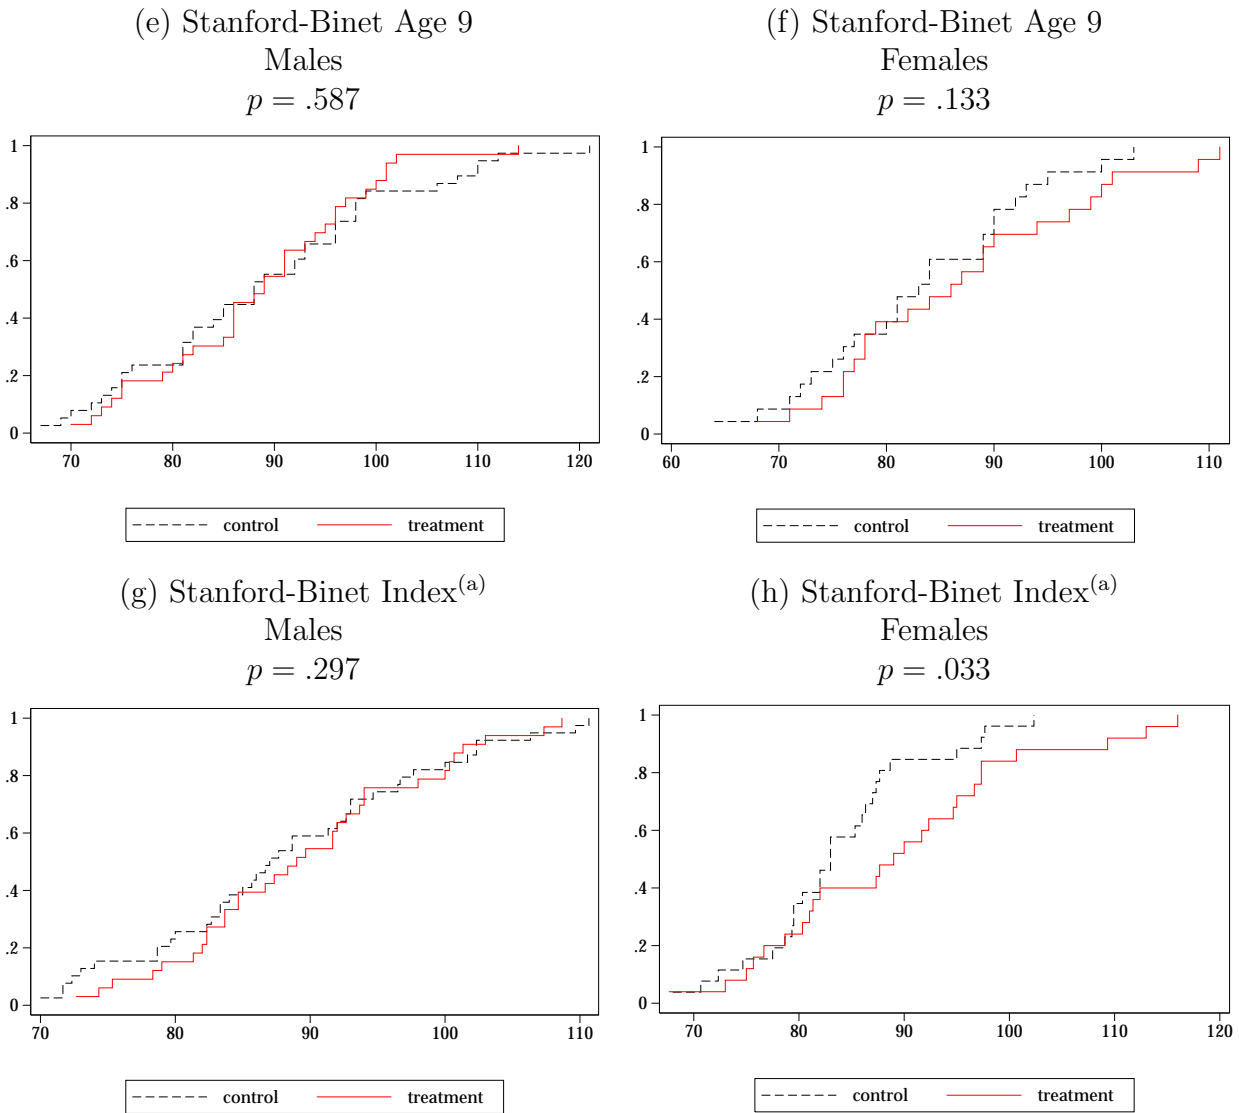 (e) Stanford-Binet Age 9
Males
p = .587
1
.8
.6
.4
.2
0
70 80 90 100 110 120
control treatment
(f) Stanford-Binet Age 9
Females
p = .133
1
.8
.6
.4
.2
0
60 70 80 90 100 110
control treatment
(g) Stanford-Binet Index(a)
Males
p = .297
1
.8
.6
.4
.2
0
70 80 90 100 110
control treatment
(h) Stanford-Binet Index(a)
Females
p = .033
1
.8
.6
.4
.2
0
70 80 90 100 110 120
control treatment